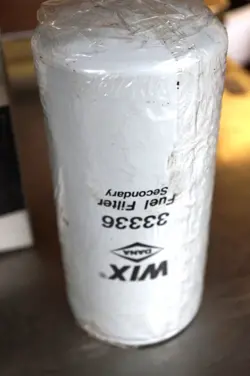 WIX®
DANA
33336
Fuel Filter
Secondary